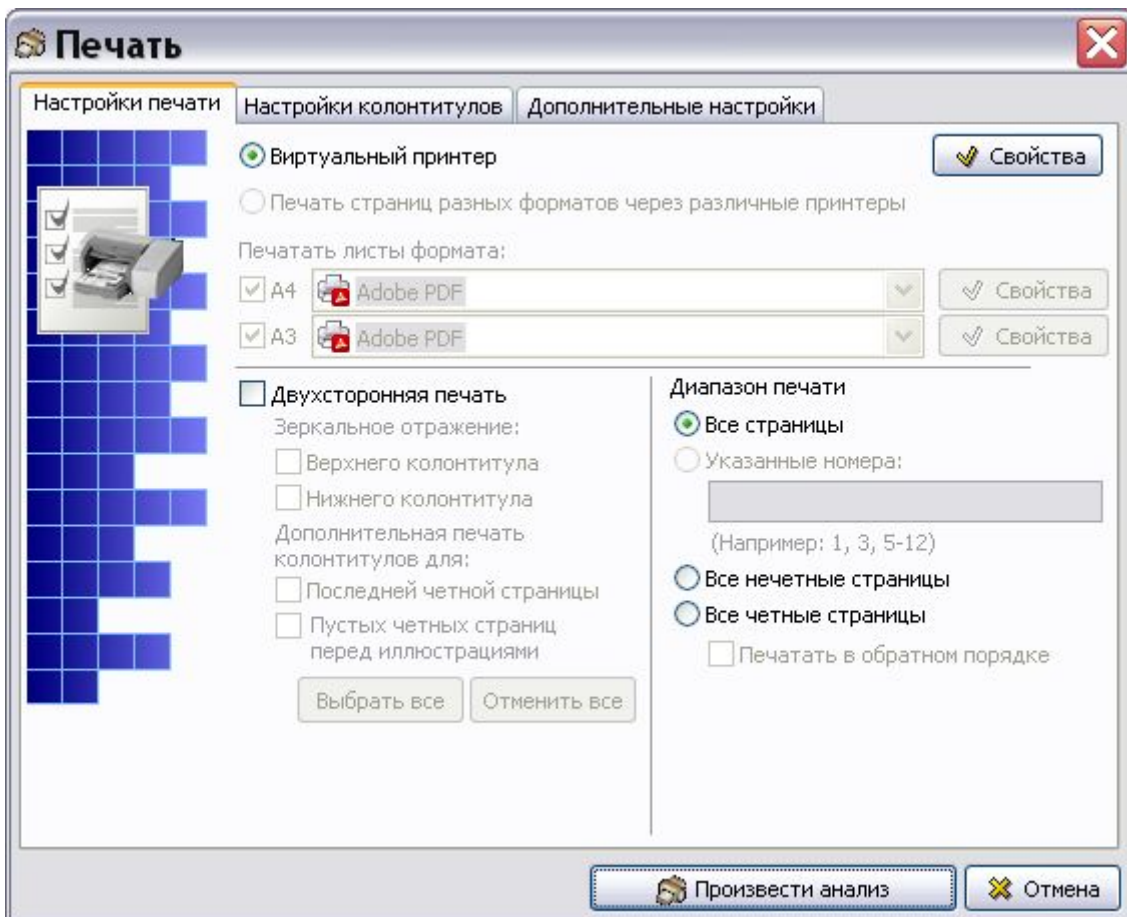 Печать
Настройки печати
Настройки колонтитулов
Дополнительные настройки
Виртуальный принтер
Свойства
Печать страниц разных форматов через различные принтеры
Печатать листы формата:
A4 Adobe PDF Свойства
A3 Adobe PDF Свойства
Двухсторонняя печать
Зеркальное отражение:
Верхнего колонтитула
Нижнего колонтитула
Дополнительная печать
колонтитулов для:
Последней четной страницы
Пустых четных страниц
перед иллюстрациями
Выбрать все
Отменить все
Диапазон печати
Все страницы
Указанные номера:
(Например: 1, 3, 5-12)
Все нечетные страницы
Все четные страницы
Печатать в обратном порядке
Произвести анализ
Отмена